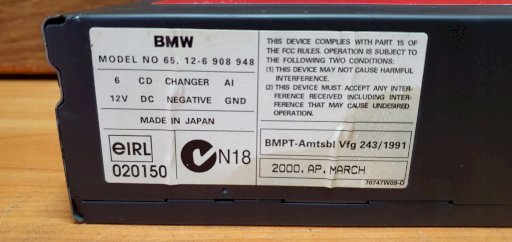 BMW
MODEL NO 65. 12-6 908 948
6 CD CHANGER AI
12V DC NEGATIVE GND
MADE IN JAPAN
eIRL
020150
N18
THIS DEVICE COMPLIES WITH PART 15 OF
THE FCC RULES. OPERATION IS SUBJECT TO
THE FOLLOWING TWO CONDITIONS:
(1) THIS DEVICE MAY NOT CAUSE HARMFUL
INTERFERENCE.
(2) THIS DEVICE MUST ACCEPT ANY INTER-
FERENCE RECEIVED INCLUDING INTER-
FERENCE THAT MAY CAUSE UNDESIRED
OPERATION.
BMPT-Amtsbl Vfg 243/1991
2000. AP. MARCH
70747W09-O